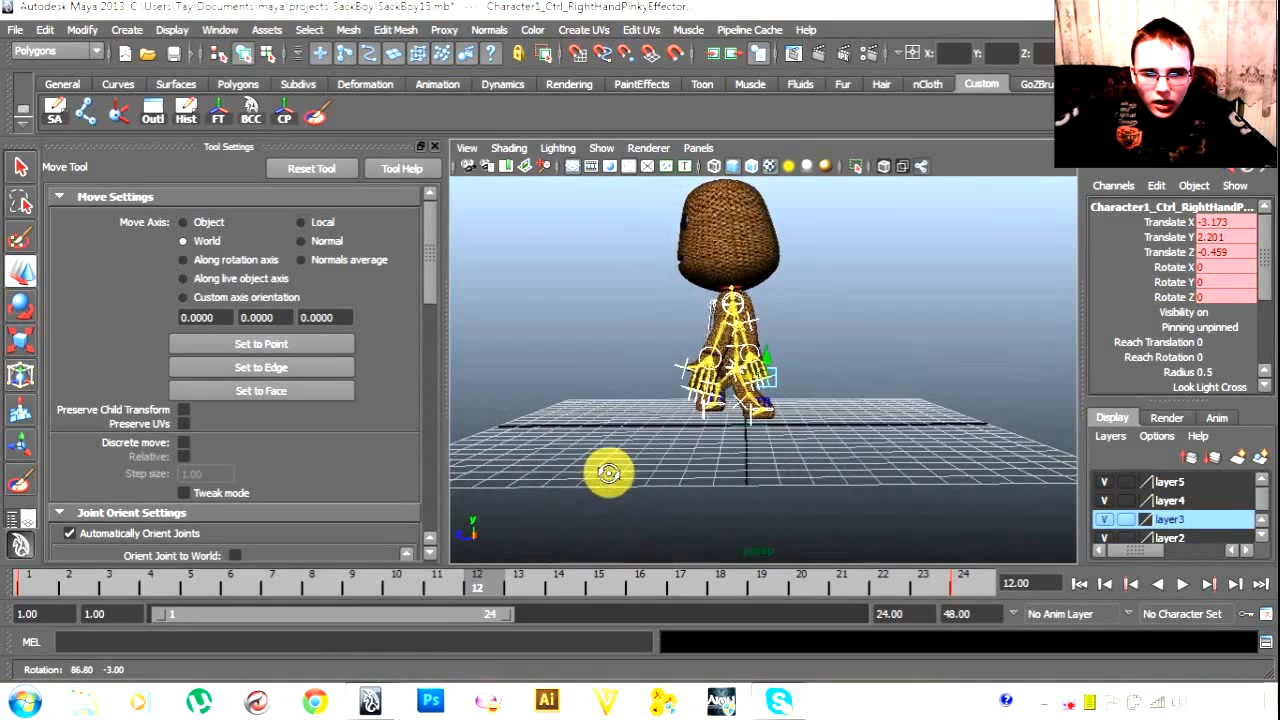 Autodesk Maya 2013: C:\Users\Tay\Documents\maya\projects\SackBoy\SackBoy15.mb* --- Character1_Ctrl_RightHandPinkyEffector...
File Edit Modify Create Display Window Assets Select Mesh Edit Mesh Proxy Normals Color Create UVs Edit UVs Muscle Pipeline Cache Help
Polygons X: Y: Z:
General Curves Surfaces Polygons Subdivs Deformation Animation Dynamics Rendering PaintEffects Toon Muscle Fluids Fur Hair nCloth Custom GoZBru
SA Outl Hist FT BCC CP
Tool Settings
Move Tool Reset Tool Tool Help
View Shading Lighting Show Renderer Panels
Move Settings
Move Axis: Object Local
World Normal
Along rotation axis Normals average
Along live object axis
Custom axis orientation
0.0000 0.0000 0.0000
Set to Point
Set to Edge
Set to Face
Preserve Child Transform
Preserve UVs
Discrete move:
Relative:
Step size: 1.00
Tweak mode
Joint Orient Settings
Automatically Orient Joints
Orient Joint to World:
y
persp
Channels Edit Object Show
Character1_Ctrl_RightHandP...
Translate X -3.173
Translate Y 2.201
Translate Z -0.459
Rotate X 0
Rotate Y 0
Rotate Z 0
Visibility on
Pinning unpinned
Reach Translation 0
Reach Rotation 0
Radius 0.5
Look Light Cross
Display Render Anim
Layers Options Help
V layer5
V layer4
V layer3
V layer2
1 2 3 4 5 6 7 8 9 10 11 12 13 14 15 16 17 18 19 20 21 22 23 24
12
12.00
1.00 1.00 1 24 24.00 48.00 No Anim Layer No Character Set
MEL
Rotation: 86.80 -3.00
Ps Ai